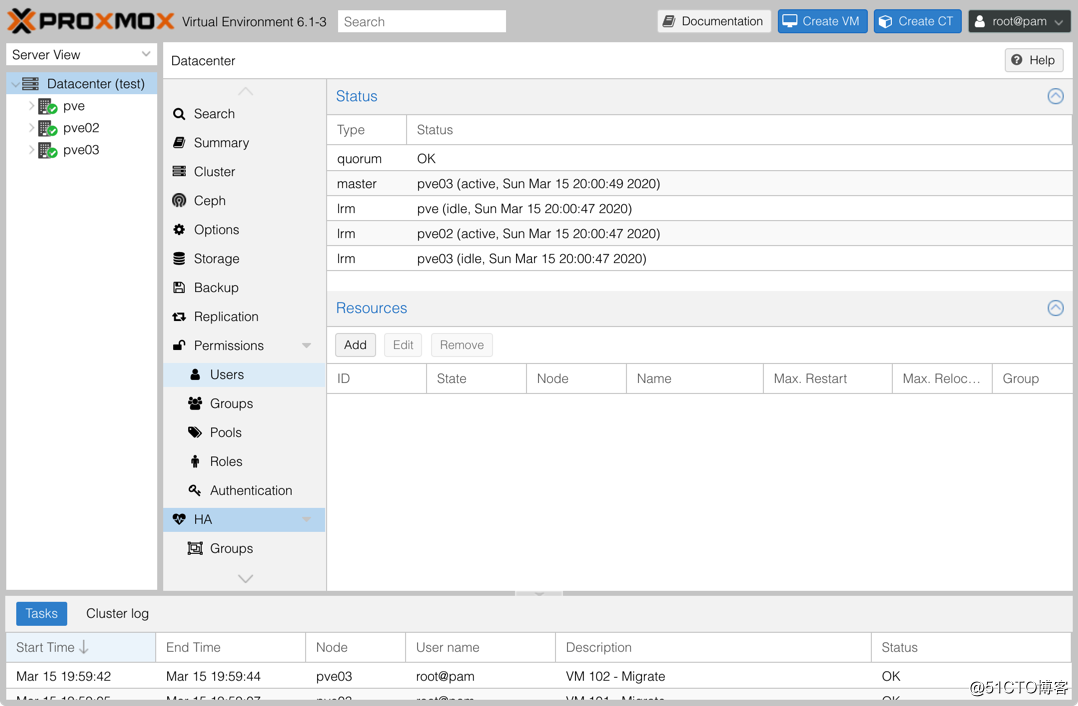 PROXMOX Virtual Environment 6.1-3 Search Documentation Create VM Create CT root@pam
Server View
Datacenter (test)
pve
pve02
pve03
Datacenter Help
Search
Summary
Cluster
Ceph
Options
Storage
Backup
Replication
Permissions
Users
Groups
Pools
Roles
Authentication
HA
Groups
Status
Type Status
quorum OK
master pve03 (active, Sun Mar 15 20:00:49 2020)
lrm pve (idle, Sun Mar 15 20:00:47 2020)
lrm pve02 (active, Sun Mar 15 20:00:47 2020)
lrm pve03 (idle, Sun Mar 15 20:00:47 2020)
Resources
Add Edit Remove
ID State Node Name Max. Restart Max. Reloc... Group
Tasks Cluster log
Start Time End Time Node User name Description Status
Mar 15 19:59:42 Mar 15 19:59:44 pve03 root@pam VM 102 - Migrate OK
@51CTO博客